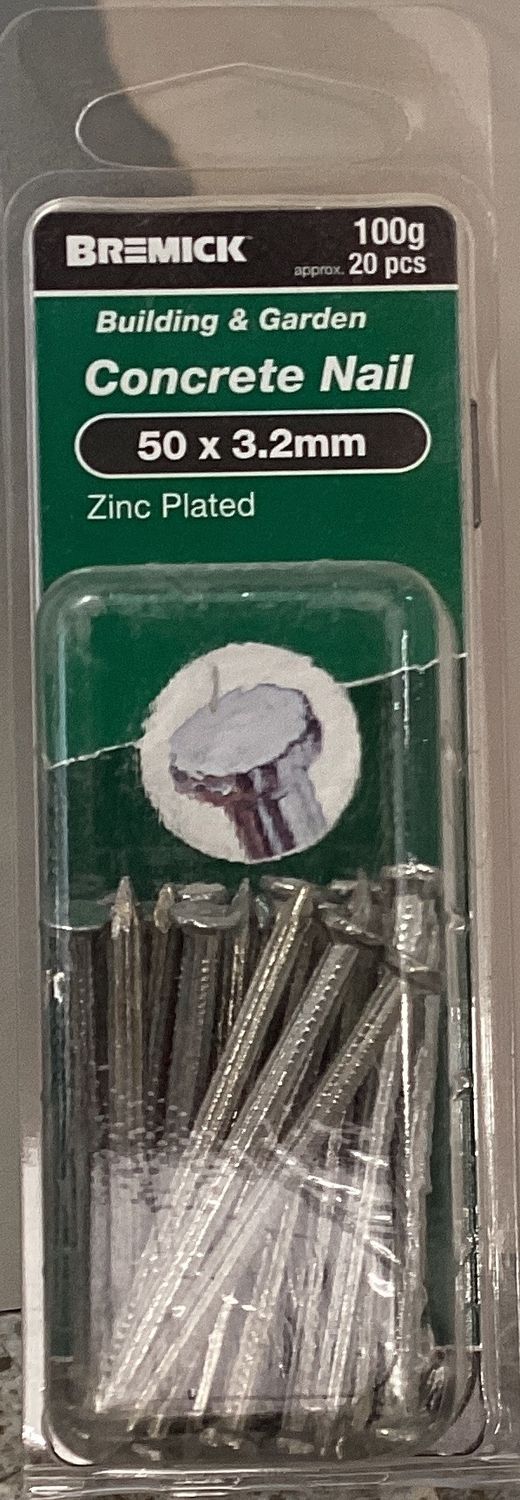 BREMICK
100g
approx. 20 pcs
Building & Garden
Concrete Nail
50 x 3.2mm
Zinc Plated